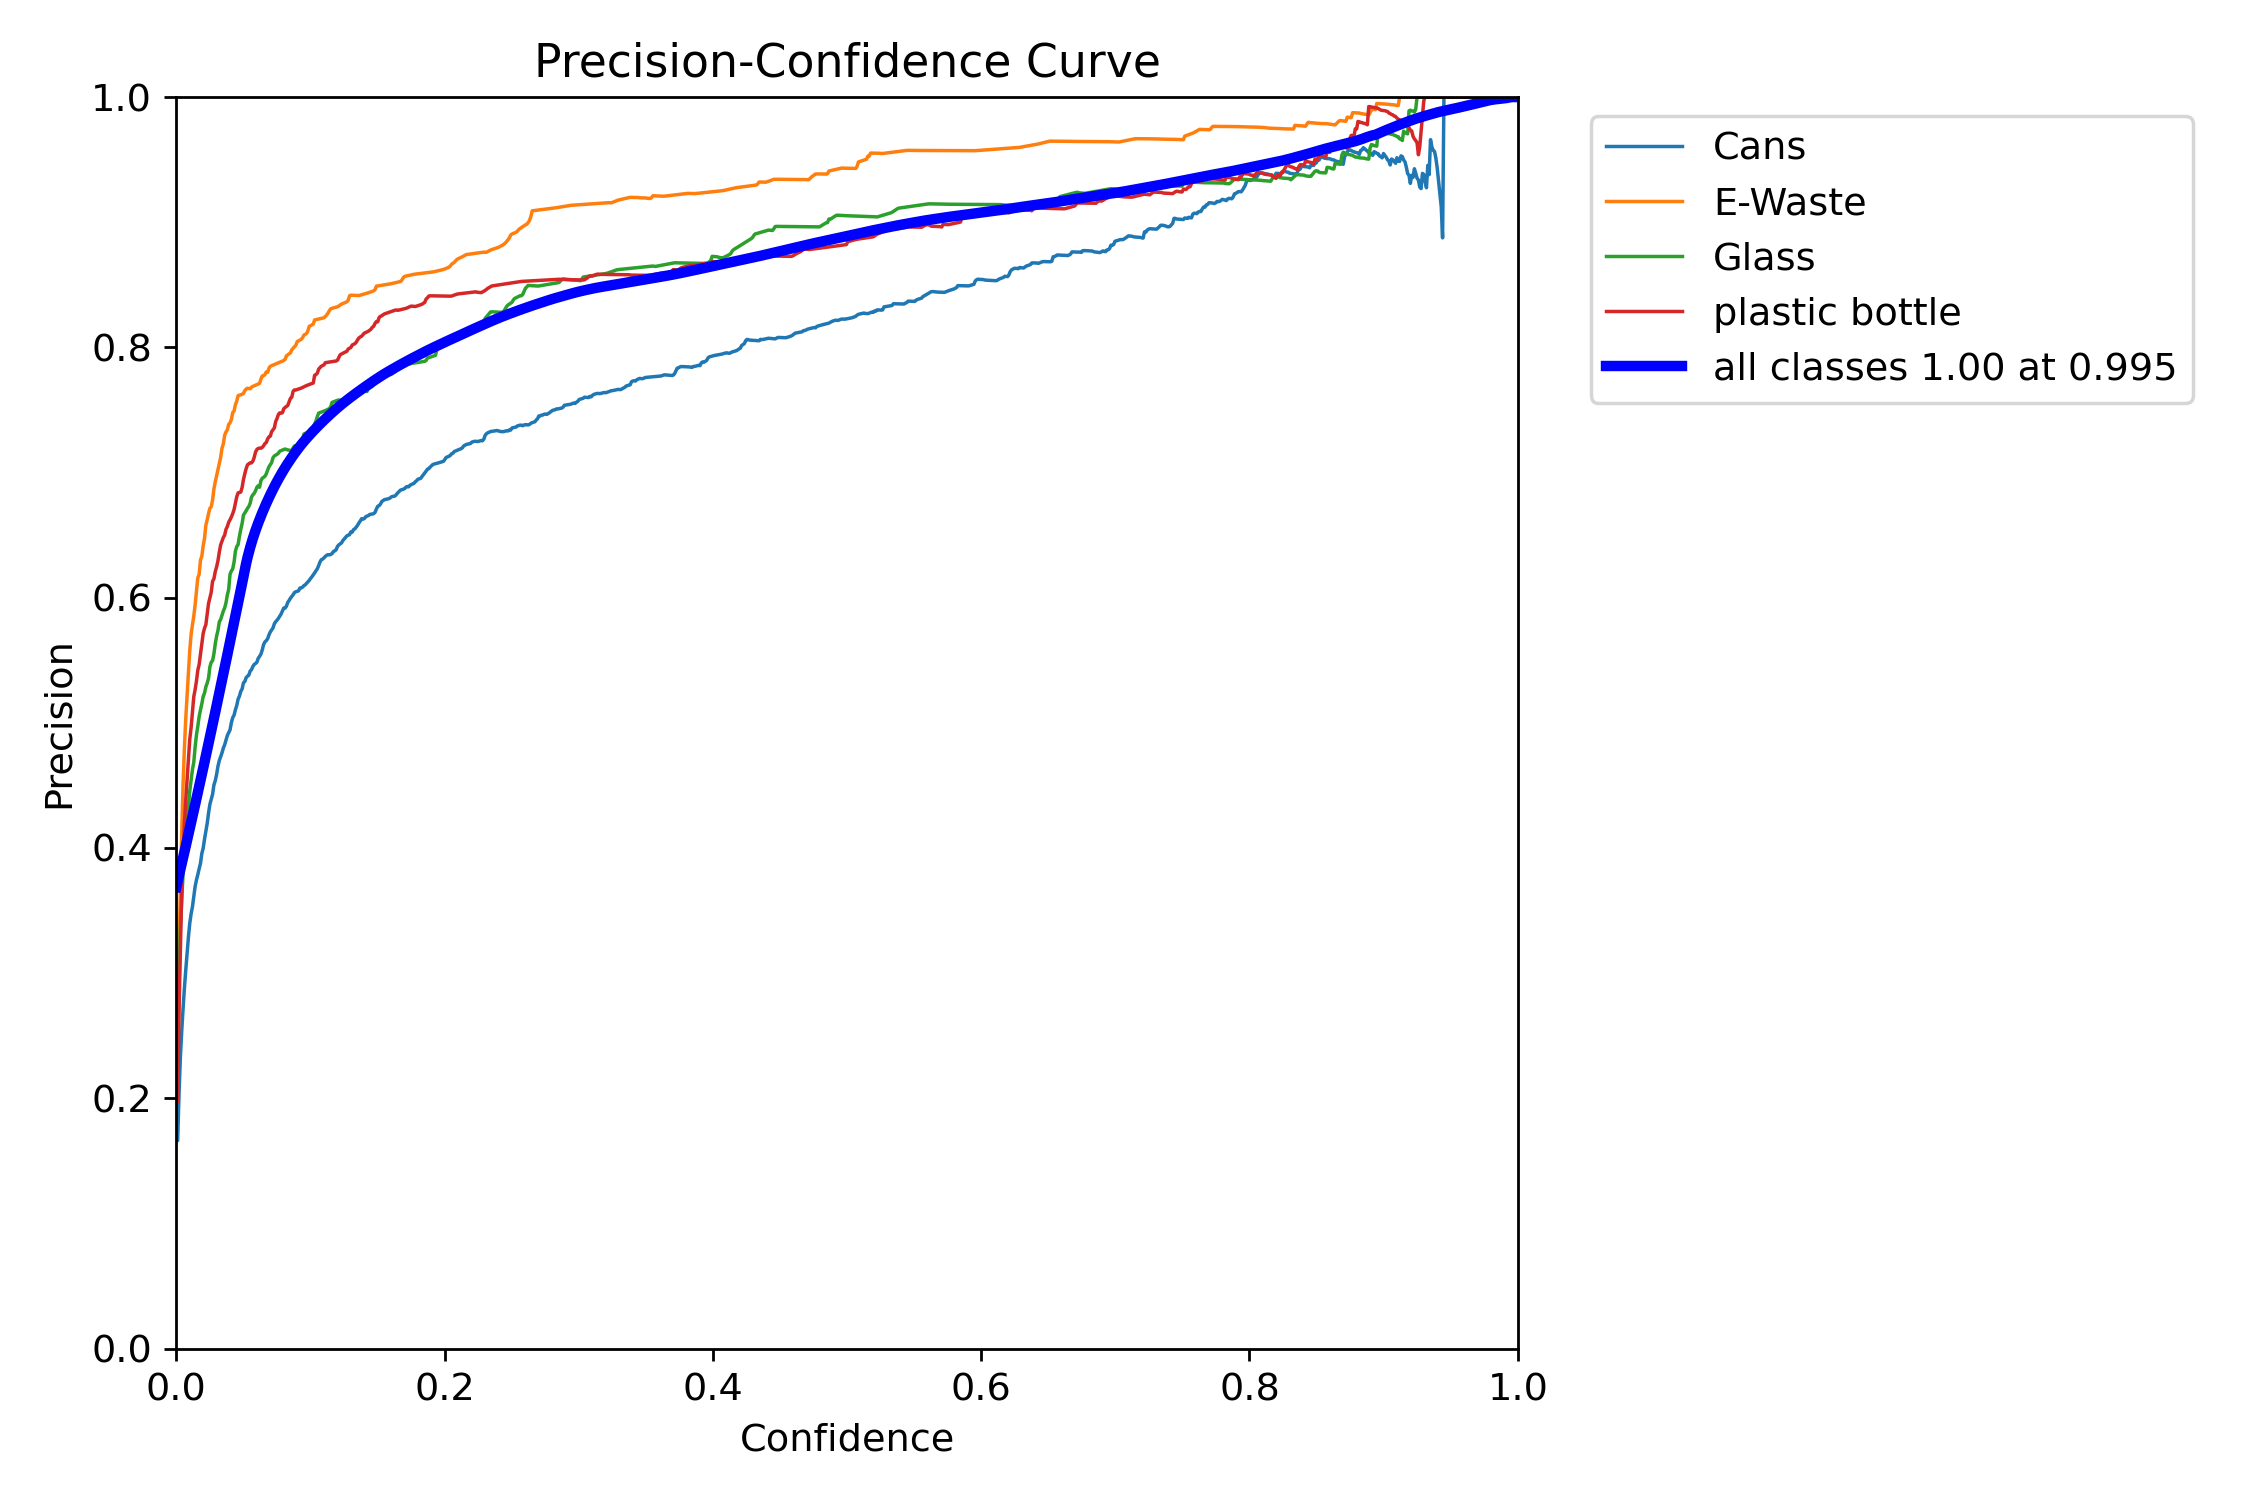 Precision-Confidence Curve
1.0
0.8
0.6
0.4
0.2
0.0
Precision
0.0 0.2 0.4 0.6 0.8 1.0
Confidence
Cans
E-Waste
Glass
plastic bottle
all classes 1.00 at 0.995